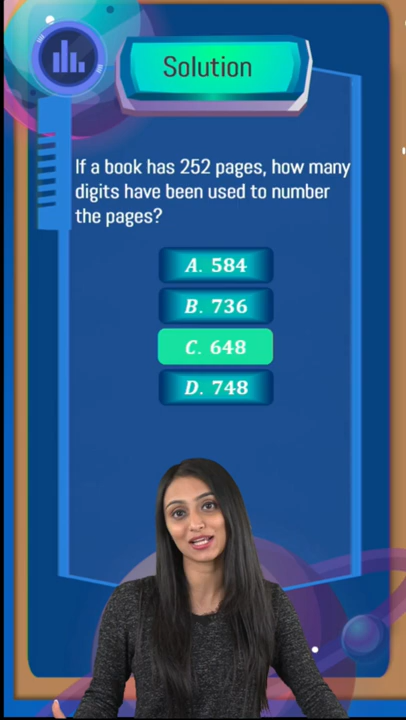 Solution
If a book has 252 pages, how many
digits have been used to number
the pages?
A. 584
B. 736
C. 648
D. 748